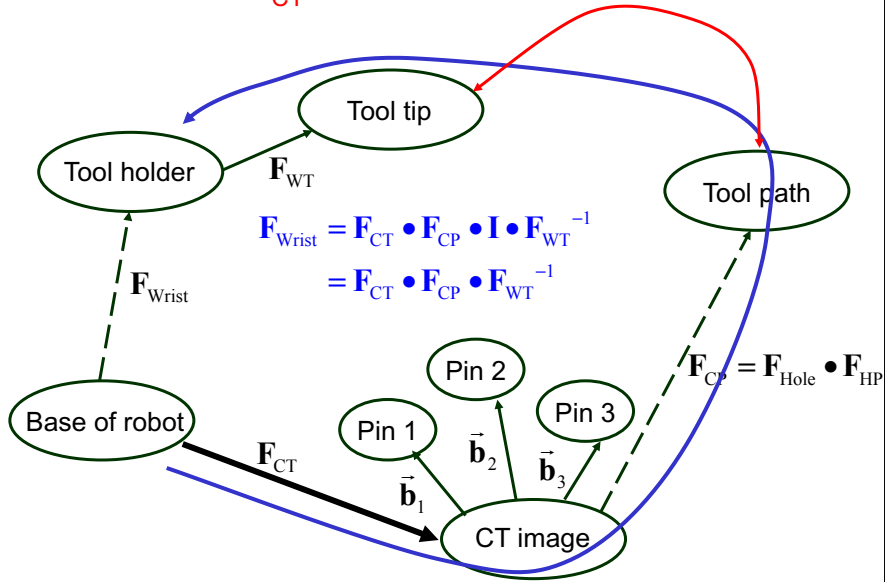 CT
Tool tip
Tool holder
F_WT
Tool path
F_Wrist = F_CT • F_CP • I • F_WT⁻¹
= F_CT • F_CP • F_WT⁻¹
F_Wrist
Pin 2
F_CP = F_Hole • F_HP
Pin 3
Base of robot
Pin 1
F_CT
b⃗_2
b⃗_3
b⃗_1
CT image